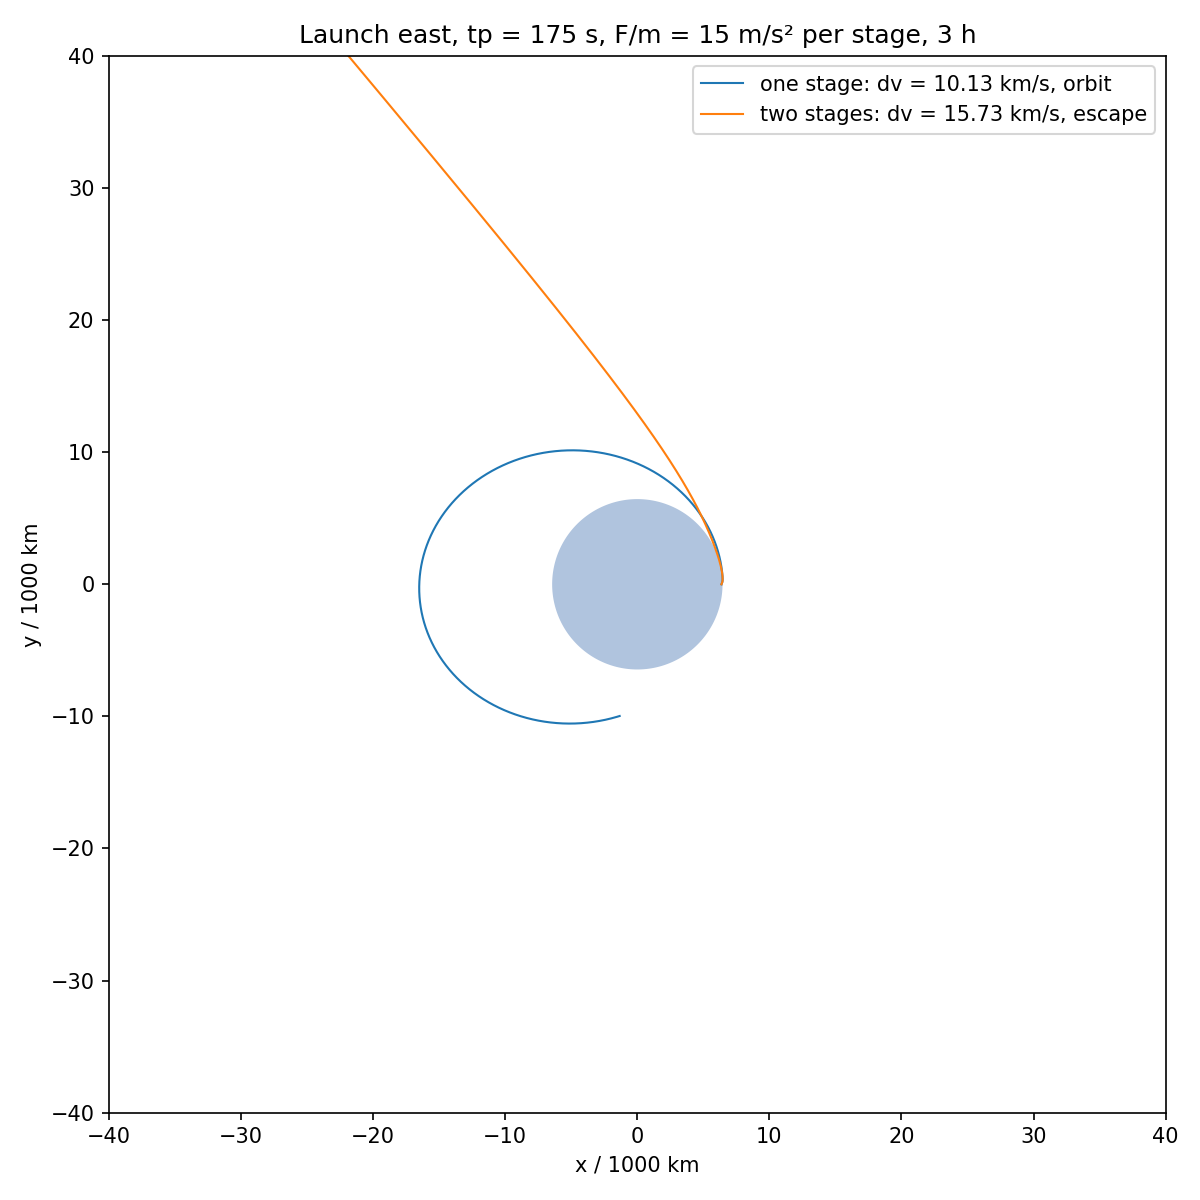 Launch east, tp = 175 s, F/m = 15 m/s² per stage, 3 h
one stage: dv = 10.13 km/s, orbit
two stages: dv = 15.73 km/s, escape
40
30
20
10
0
−10
−20
−30
−40
y / 1000 km
−40 −30 −20 −10 0 10 20 30 40
x / 1000 km